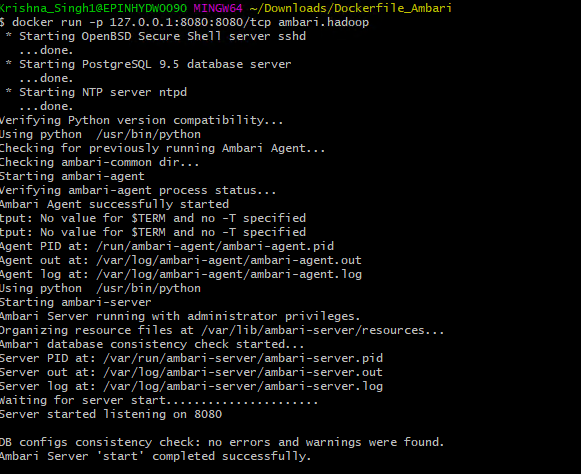 Krishna_Singh1@EPINHYDW0090 MINGW64 ~/Downloads/Dockerfile_Ambari
$ docker run -p 127.0.0.1:8080:8080/tcp ambari.hadoop
 * Starting OpenBSD Secure Shell server sshd
   ...done.
 * Starting PostgreSQL 9.5 database server
   ...done.
 * Starting NTP server ntpd
   ...done.
Verifying Python version compatibility...
Using python  /usr/bin/python
Checking for previously running Ambari Agent...
Checking ambari-common dir...
Starting ambari-agent
Verifying ambari-agent process status...
Ambari Agent successfully started
tput: No value for $TERM and no -T specified
tput: No value for $TERM and no -T specified
Agent PID at: /run/ambari-agent/ambari-agent.pid
Agent out at: /var/log/ambari-agent/ambari-agent.out
Agent log at: /var/log/ambari-agent/ambari-agent.log
Using python  /usr/bin/python
Starting ambari-server
Ambari Server running with administrator privileges.
Organizing resource files at /var/lib/ambari-server/resources...
Ambari database consistency check started...
Server PID at: /var/run/ambari-server/ambari-server.pid
Server out at: /var/log/ambari-server/ambari-server.out
Server log at: /var/log/ambari-server/ambari-server.log
Waiting for server start......................
Server started listening on 8080

DB configs consistency check: no errors and warnings were found.
Ambari Server 'start' completed successfully.